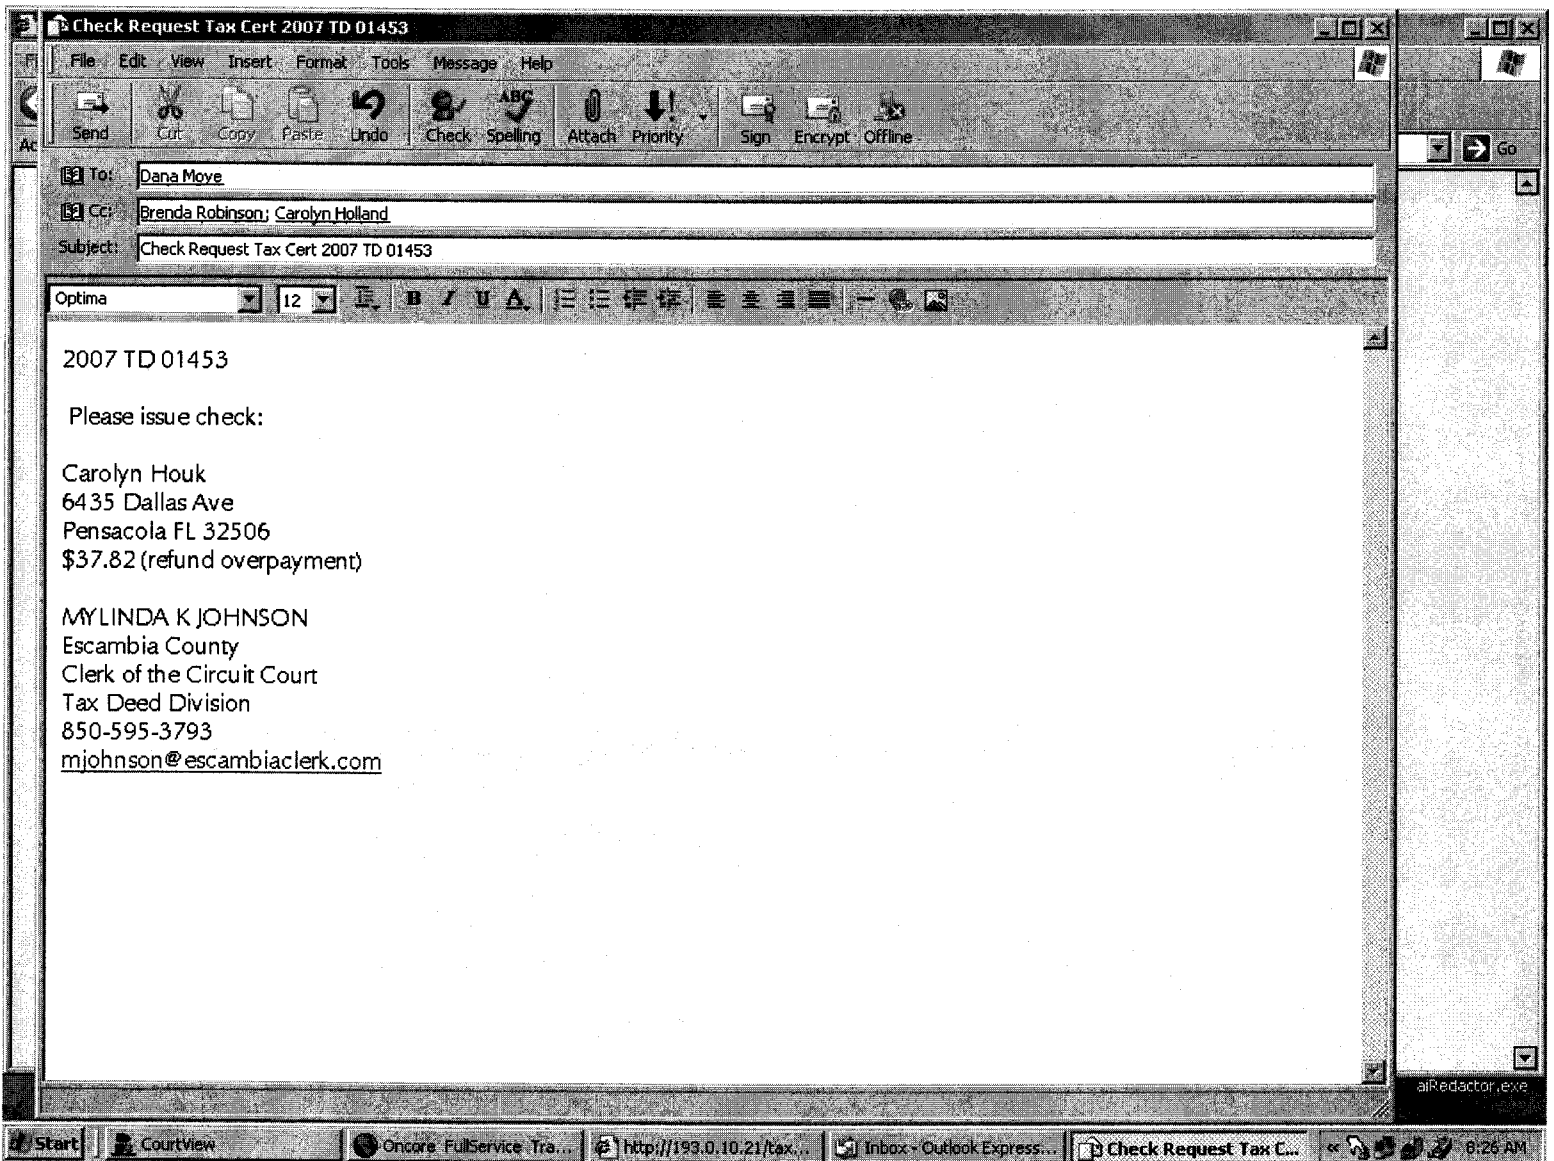 Check Request Tax Cert 2007 TD 01453
File Edit View Insert Format Tools Message Help
Send Cut Copy Paste Undo Check Spelling Attach Priority Sign Encrypt Offline
Go
To: Dana Moye
Cc: Brenda Robinson; Carolyn Holland
Subject: Check Request Tax Cert 2007 TD 01453
Optima 12 B I U A
2007 TD 01453
Please issue check:
Carolyn Houk
6435 Dallas Ave
Pensacola FL 32506
$37.82 (refund overpayment)
MYLINDA K JOHNSON
Escambia County
Clerk of the Circuit Court
Tax Deed Division
850-595-3793
mjohnson@escambiaclerk.com
aiRedactor.exe
Start CourtView Oncore FullService Tra... http://193.0.10.21/tax... Inbox - Outlook Express... Check Request Tax C... « 8:26 AM